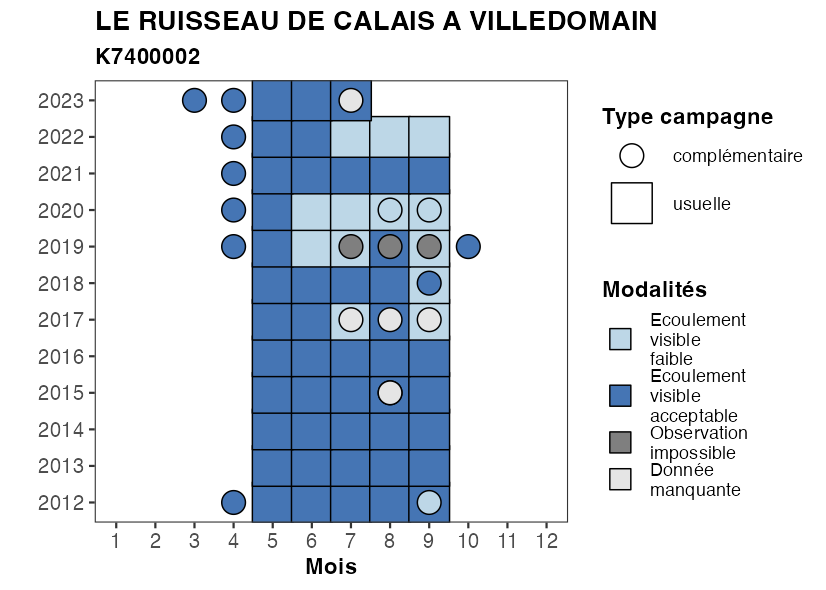 LE RUISSEAU DE CALAIS A VILLEDOMAIN
K7400002
2023
2022
2021
2020
2019
2018
2017
2016
2015
2014
2013
2012
1 2 3 4 5 6 7 8 9 10 11 12
Mois
Type campagne
complémentaire
usuelle
Modalités
Ecoulement
visible
faible
Ecoulement
visible
acceptable
Observation
impossible
Donnée
manquante